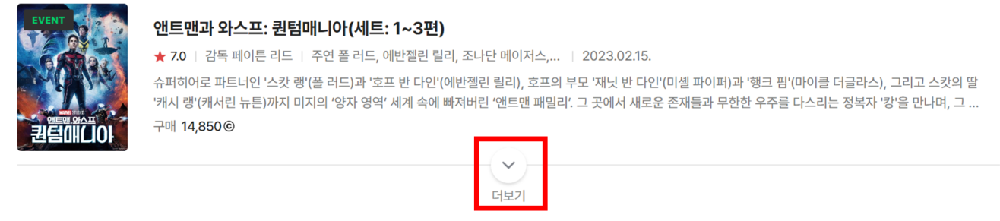 EVENT
MARVEL STUDIOS
앤트맨과 와스프
퀀텀매니아
앤트맨과 와스프: 퀀텀매니아(세트: 1~3편)
★ 7.0 | 감독 페이튼 리드 | 주연 폴 러드, 에반젤린 릴리, 조나단 메이저스,... | 2023.02.15.
슈퍼히어로 파트너인 '스캇 랭'(폴 러드)과 '호프 반 다인'(에반젤린 릴리), 호프의 부모 '재닛 반 다인'(미셸 파이퍼)과 '행크 핌'(마이클 더글라스), 그리고 스캇의 딸
'캐시 랭'(캐서린 뉴튼)까지 미지의 ‘양자 영역’ 세계 속에 빠져버린 ‘앤트맨 패밀리’. 그 곳에서 새로운 존재들과 무한한 우주를 다스리는 정복자 '캉'을 만나며, 그 ...
구매 14,850ⓒ
더보기